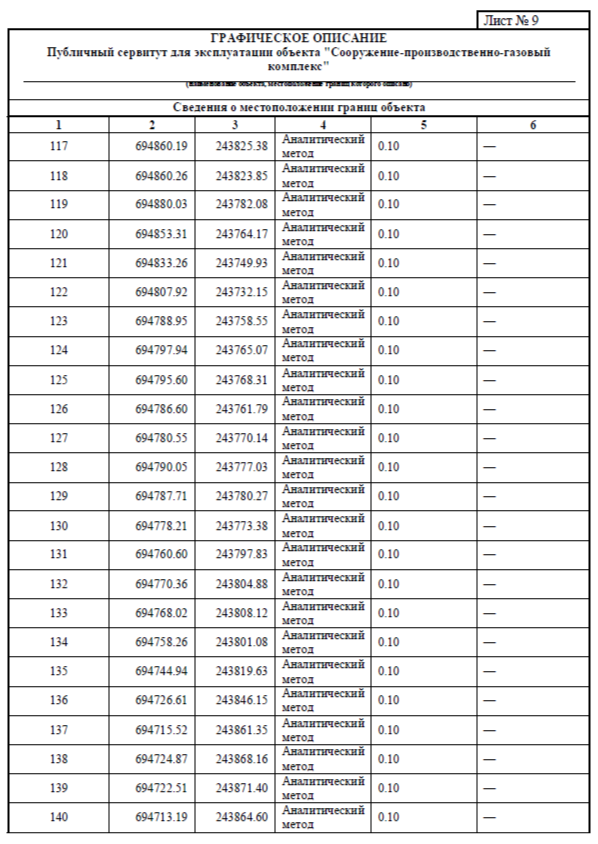 Лист № 9
ГРАФИЧЕСКОЕ ОПИСАНИЕ
Публичный сервитут для эксплуатации объекта "Сооружение-производственно-газовый
комплекс"
(наименование объекта, местоположение границ которого описано)
Сведения о местоположении границ объекта
1 2 3 4 5 6
117 694860.19 243825.38 Аналитический метод 0.10 —
118 694860.26 243823.85 Аналитический метод 0.10 —
119 694880.03 243782.08 Аналитический метод 0.10 —
120 694853.31 243764.17 Аналитический метод 0.10 —
121 694833.26 243749.93 Аналитический метод 0.10 —
122 694807.92 243732.15 Аналитический метод 0.10 —
123 694788.95 243758.55 Аналитический метод 0.10 —
124 694797.94 243765.07 Аналитический метод 0.10 —
125 694795.60 243768.31 Аналитический метод 0.10 —
126 694786.60 243761.79 Аналитический метод 0.10 —
127 694780.55 243770.14 Аналитический метод 0.10 —
128 694790.05 243777.03 Аналитический метод 0.10 —
129 694787.71 243780.27 Аналитический метод 0.10 —
130 694778.21 243773.38 Аналитический метод 0.10 —
131 694760.60 243797.83 Аналитический метод 0.10 —
132 694770.36 243804.88 Аналитический метод 0.10 —
133 694768.02 243808.12 Аналитический метод 0.10 —
134 694758.26 243801.08 Аналитический метод 0.10 —
135 694744.94 243819.63 Аналитический метод 0.10 —
136 694726.61 243846.15 Аналитический метод 0.10 —
137 694715.52 243861.35 Аналитический метод 0.10 —
138 694724.87 243868.16 Аналитический метод 0.10 —
139 694722.51 243871.40 Аналитический метод 0.10 —
140 694713.19 243864.60 Аналитический метод 0.10 —